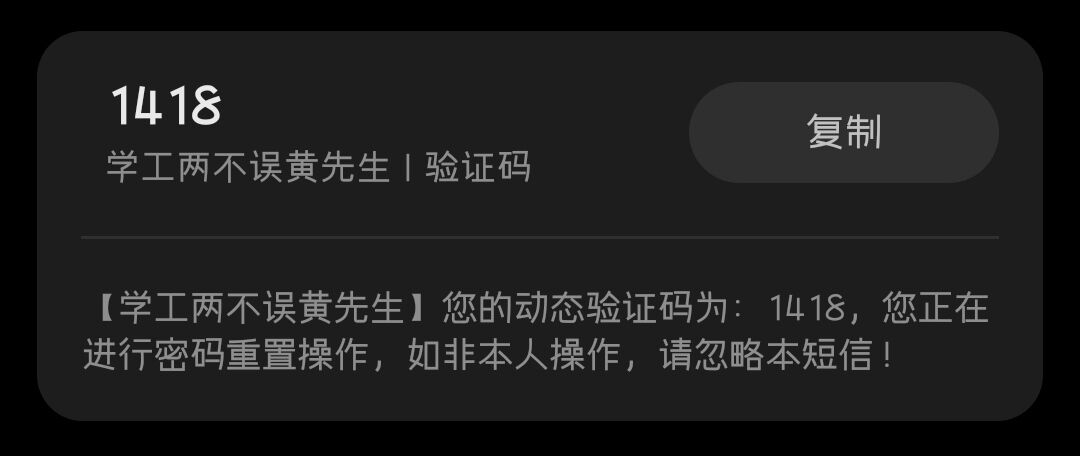 1418
复制
学工两不误黄先生 | 验证码
【学工两不误黄先生】您的动态验证码为：1418，您正在
进行密码重置操作，如非本人操作，请忽略本短信！